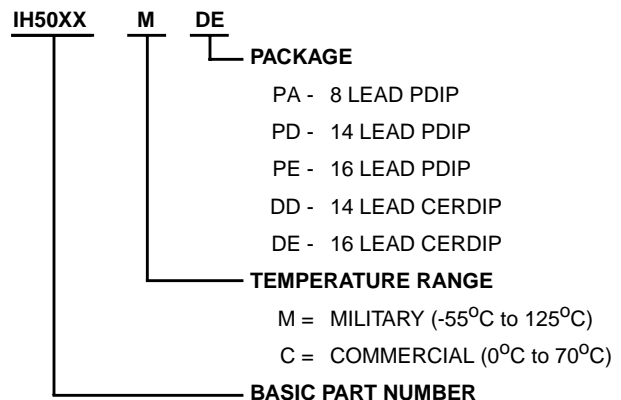 IH50XX M DE
PACKAGE
PA - 8 LEAD PDIP
PD - 14 LEAD PDIP
PE - 16 LEAD PDIP
DD - 14 LEAD CERDIP
DE - 16 LEAD CERDIP
TEMPERATURE RANGE
M = MILITARY (-55°C to 125°C)
C = COMMERCIAL (0°C to 70°C)
BASIC PART NUMBER